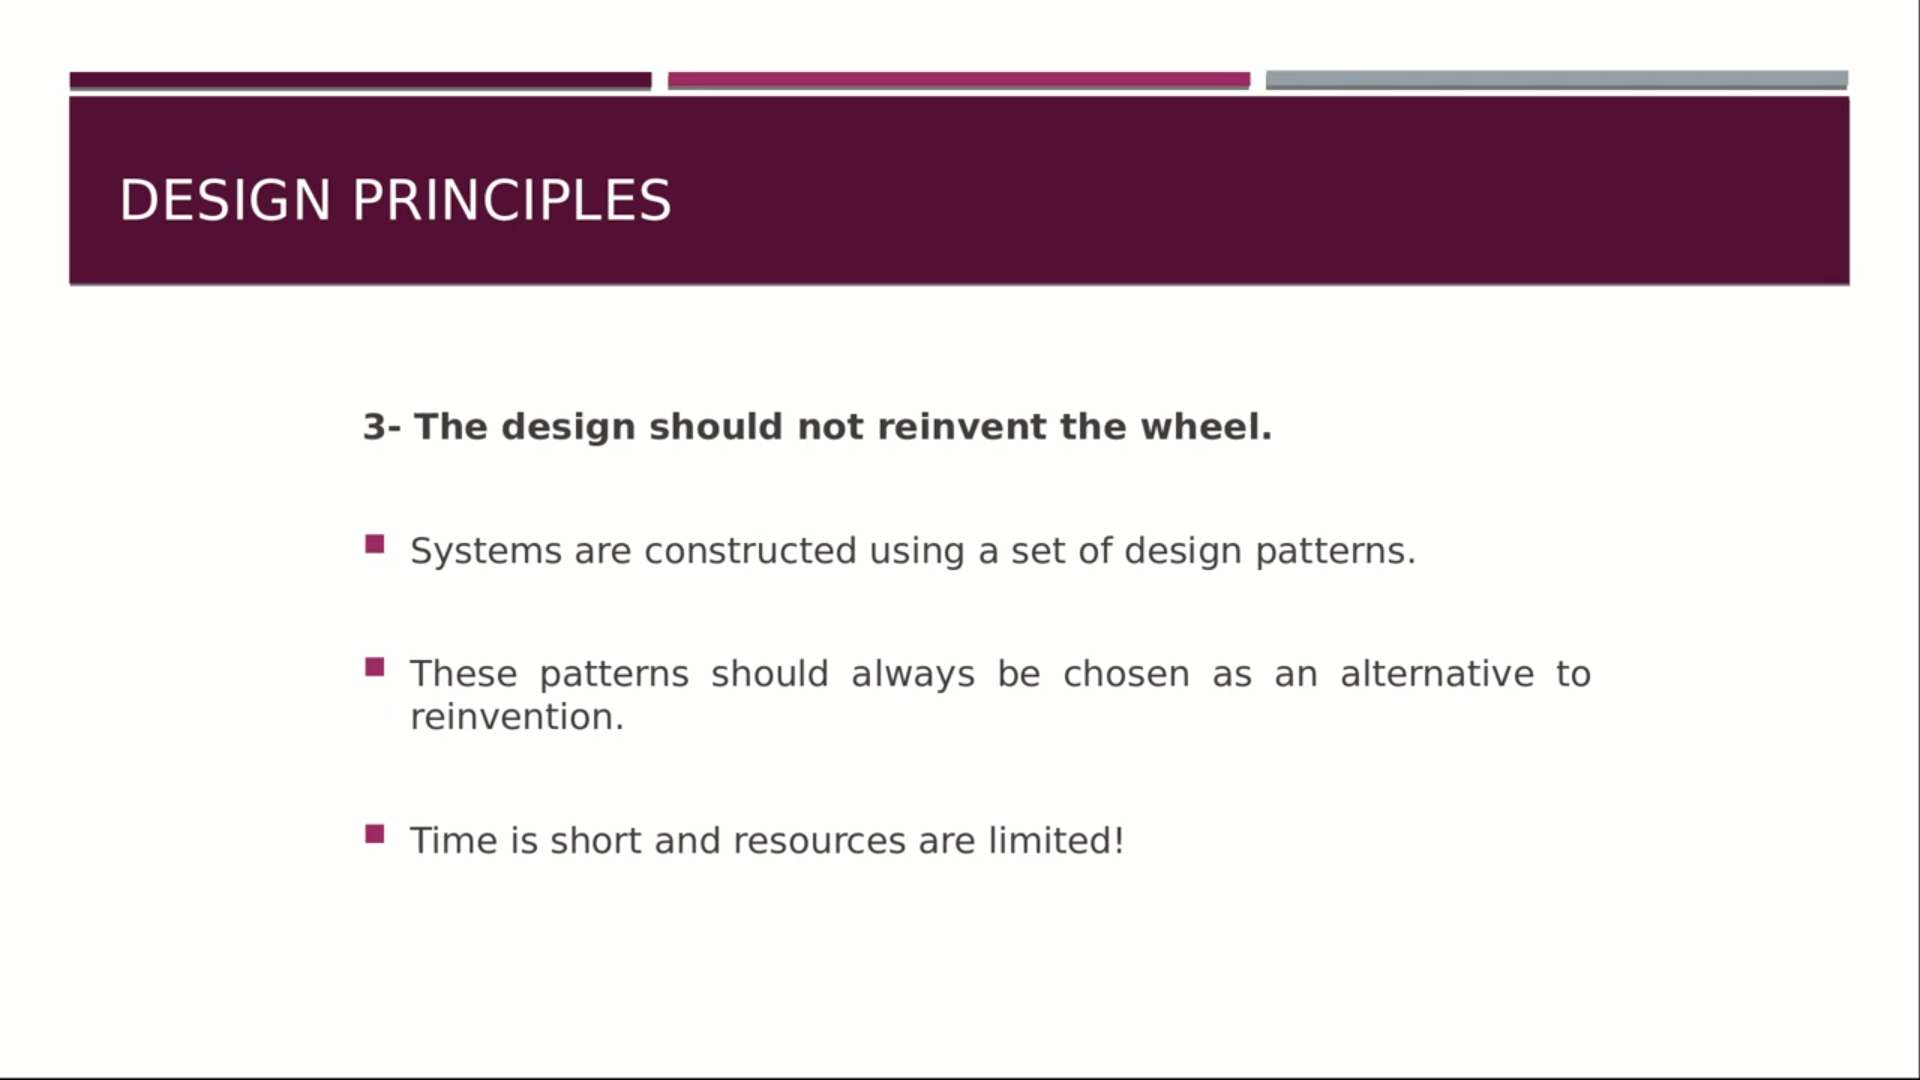 DESIGN PRINCIPLES
3- The design should not reinvent the wheel.
Systems are constructed using a set of design patterns.
These patterns should always be chosen as an alternative to
reinvention.
Time is short and resources are limited!